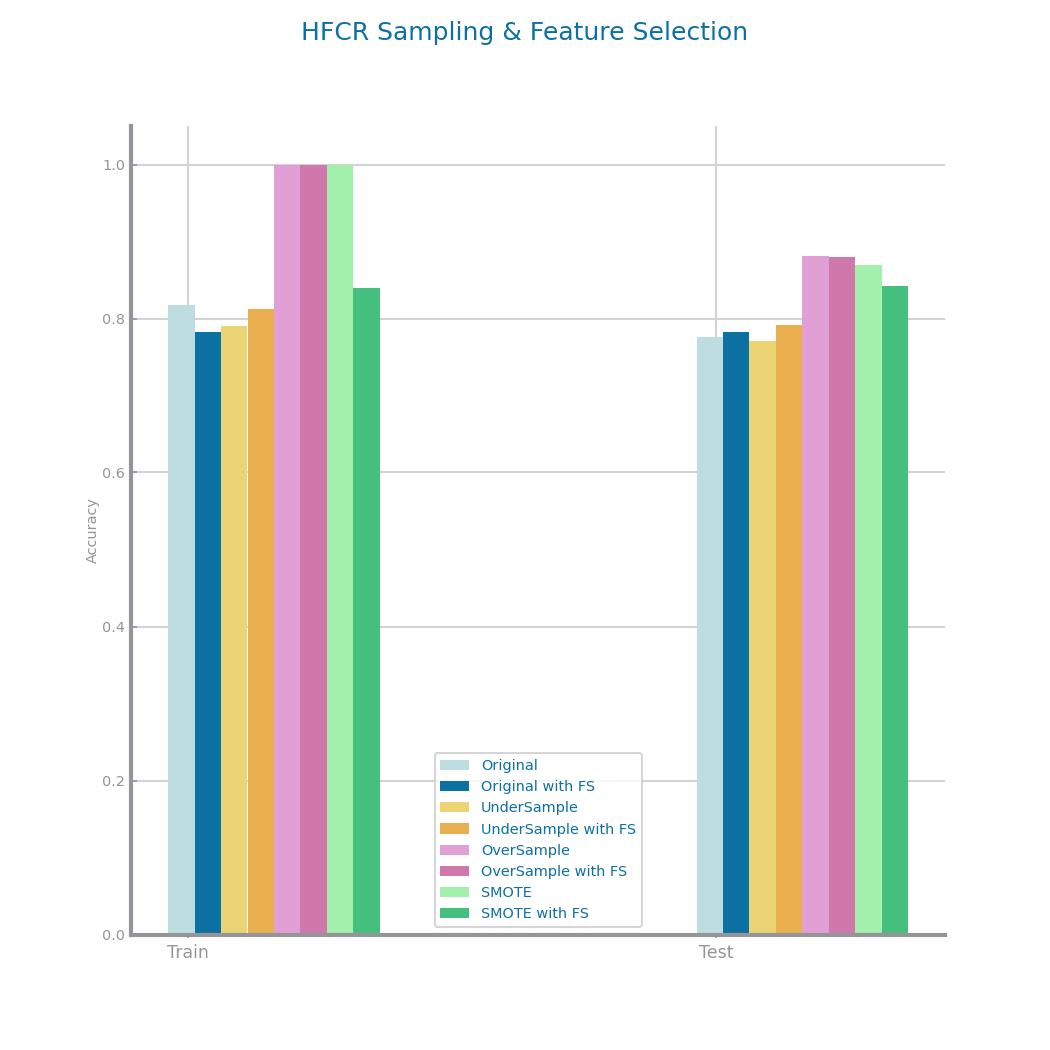 HFCR Sampling & Feature Selection
1.0
0.8
0.6
0.4
0.2
0.0
Accuracy
Train
Test
Original
Original with FS
UnderSample
UnderSample with FS
OverSample
OverSample with FS
SMOTE
SMOTE with FS